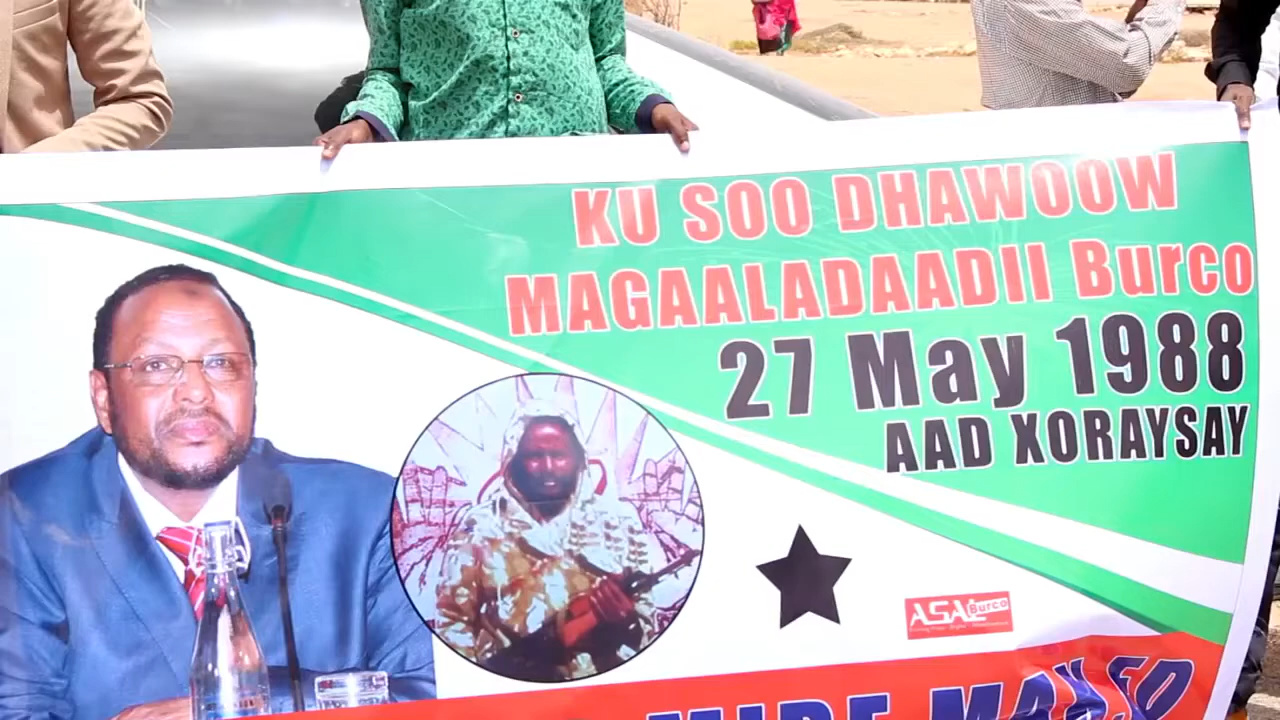 KU SOO DHAWOOW
MAGAALADAADII Burco
27 May 1988
AAD XORAYSAY
ASAL Burco